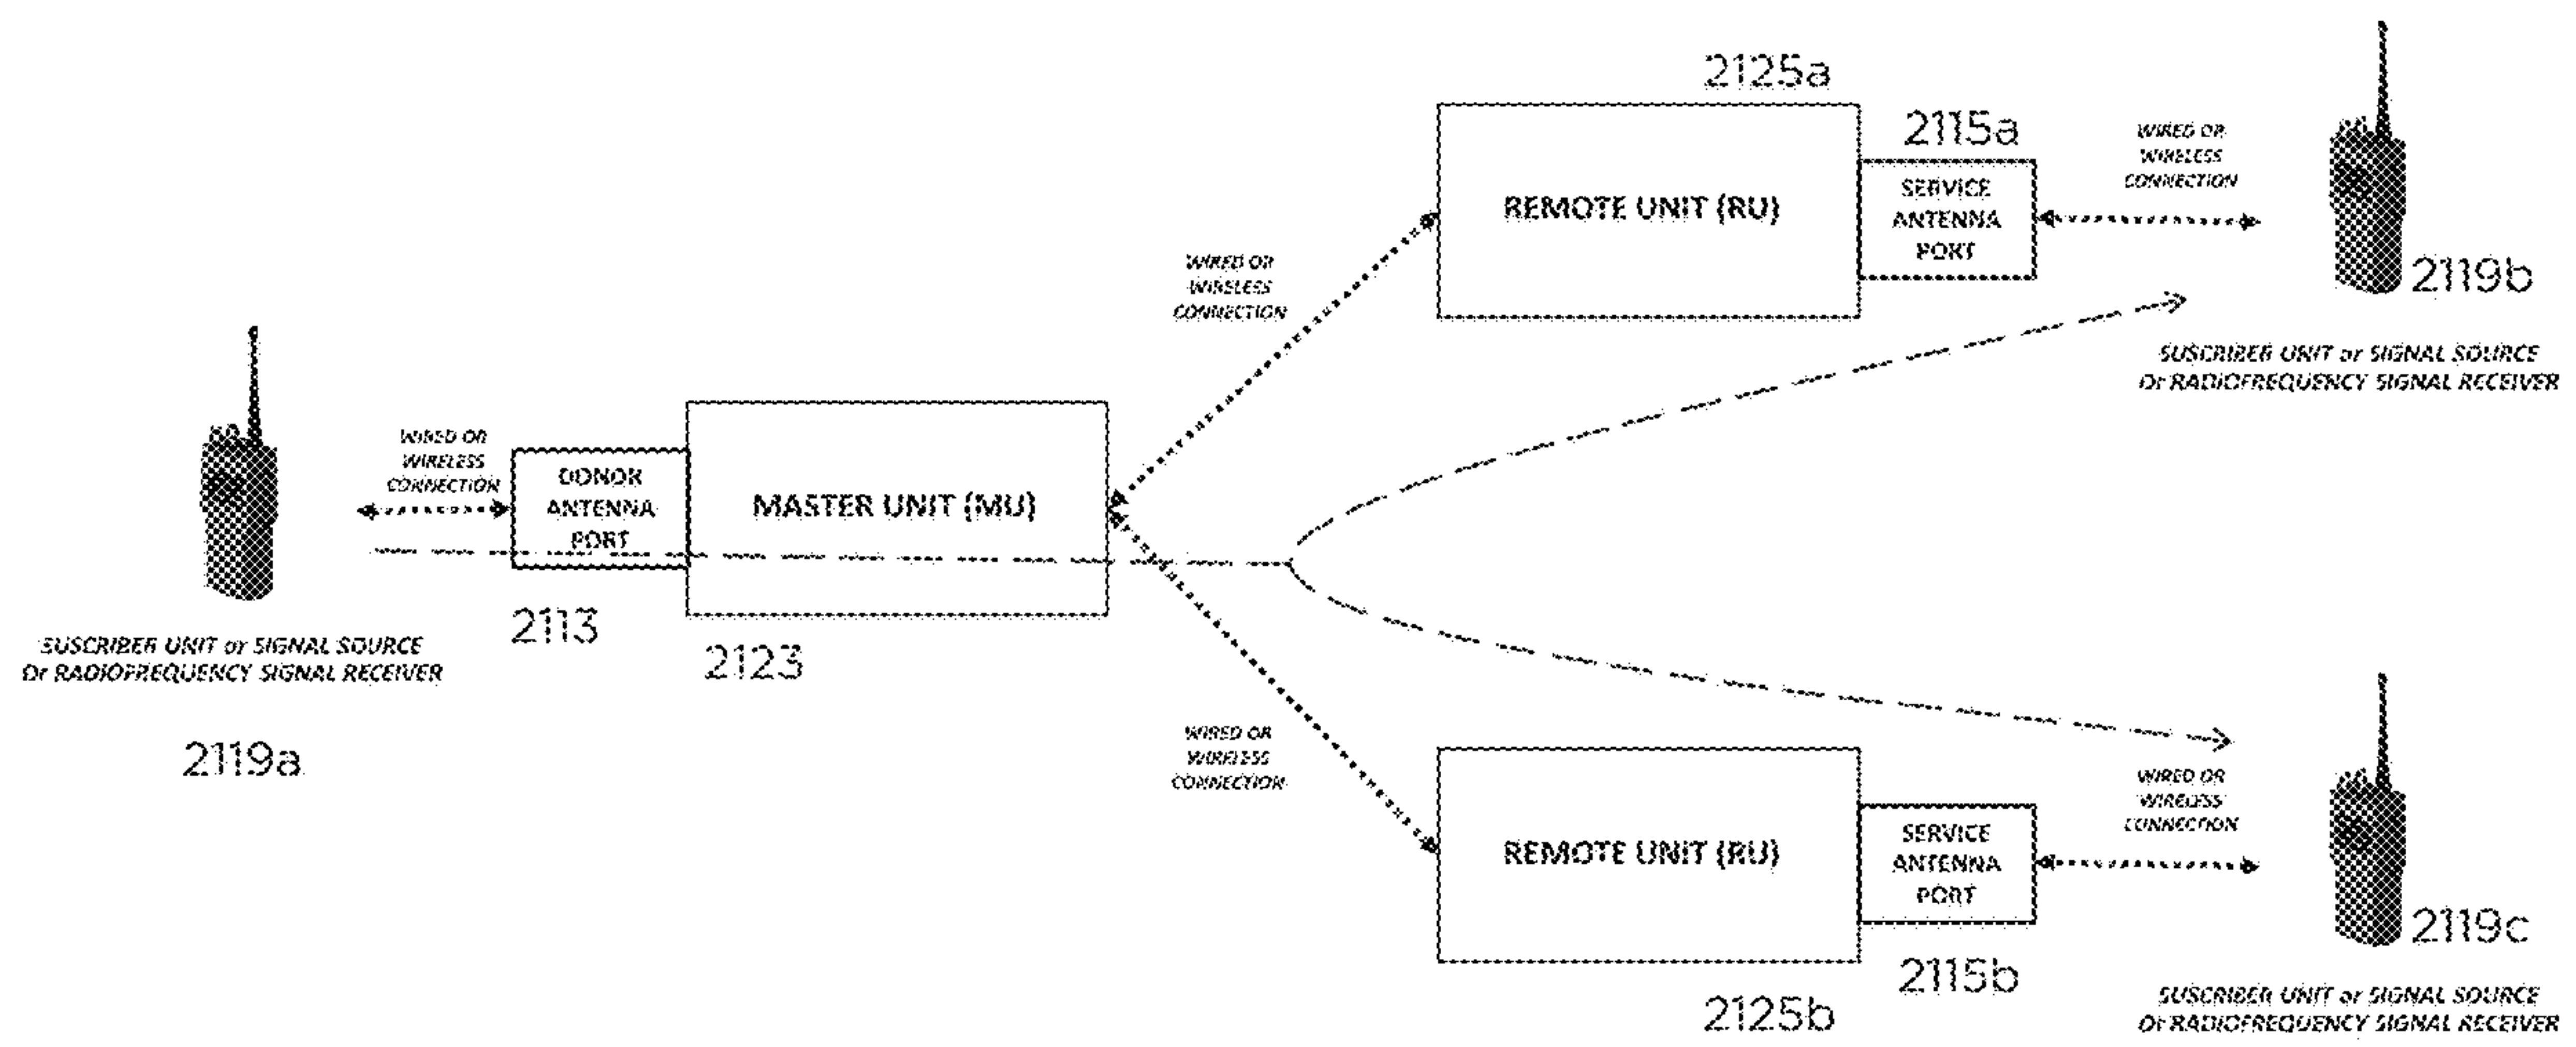 2125a
2115a
REMOTE UNIT (RU)
SERVICE
ANTENNA
PORT
WIRED OR
WIRELESS
CONNECTION
2119b
SUSCRIBER UNIT or SIGNAL SOURCE
Or RADIOFREQUENCY SIGNAL RECEIVER
WIRED OR
WIRELESS
CONNECTION
WIRED OR
WIRELESS
CONNECTION
DONOR
ANTENNA
PORT
MASTER UNIT (MU)
2113
2123
SUSCRIBER UNIT or SIGNAL SOURCE
Or RADIOFREQUENCY SIGNAL RECEIVER
2119a
WIRED OR
WIRELESS
CONNECTION
REMOTE UNIT (RU)
SERVICE
ANTENNA
PORT
WIRED OR
WIRELESS
CONNECTION
2119c
2115b
2125b
SUSCRIBER UNIT or SIGNAL SOURCE
Or RADIOFREQUENCY SIGNAL RECEIVER